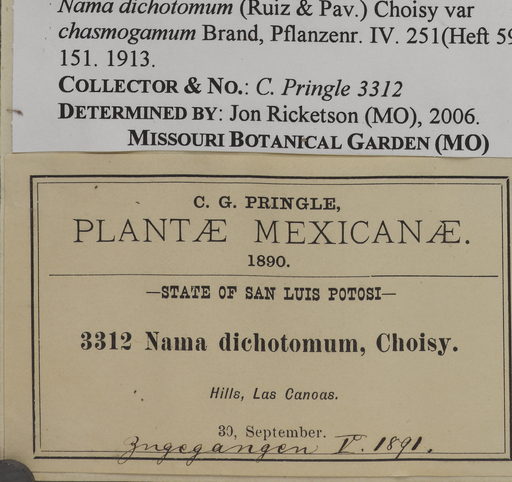 Nama dichotomum (Ruiz & Pav.) Choisy var
chasmogamum Brand, Pflanzenr. IV. 251(Heft 59
151. 1913.
COLLECTOR & NO.: C. Pringle 3312
DETERMINED BY: Jon Ricketson (MO), 2006.
MISSOURI BOTANICAL GARDEN (MO)
C. G. PRINGLE,
PLANTÆ MEXICANÆ.
1890.
—STATE OF SAN LUIS POTOSI—
3312 Nama dichotomum, Choisy.
Hills, Las Canoas.
30, September.
Zugegangen 1891.